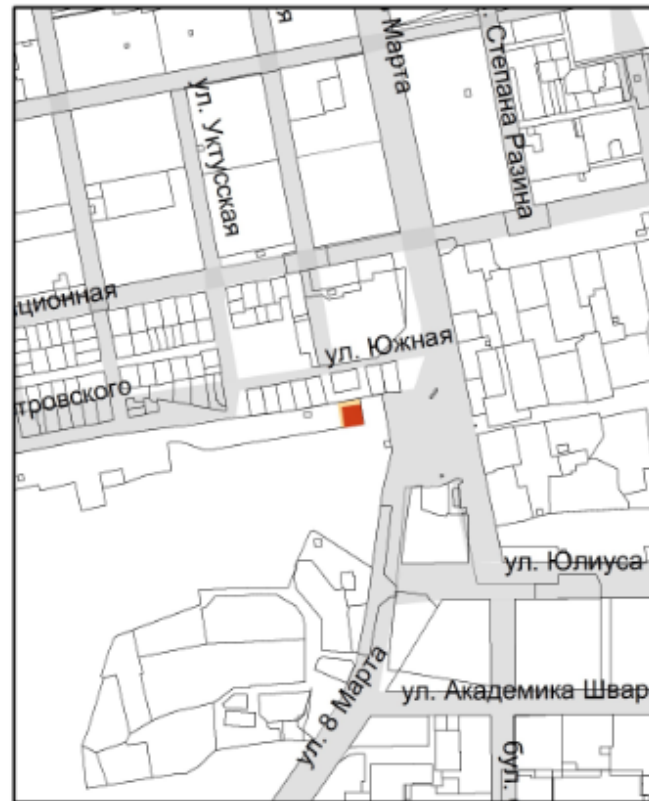 я
Марта
Степана Разина
ул. Уктусская
ционная
ул. Южная
тровского
ул. Юлиуса
ул. 8 Марта
ул. Академика Швар
бул.